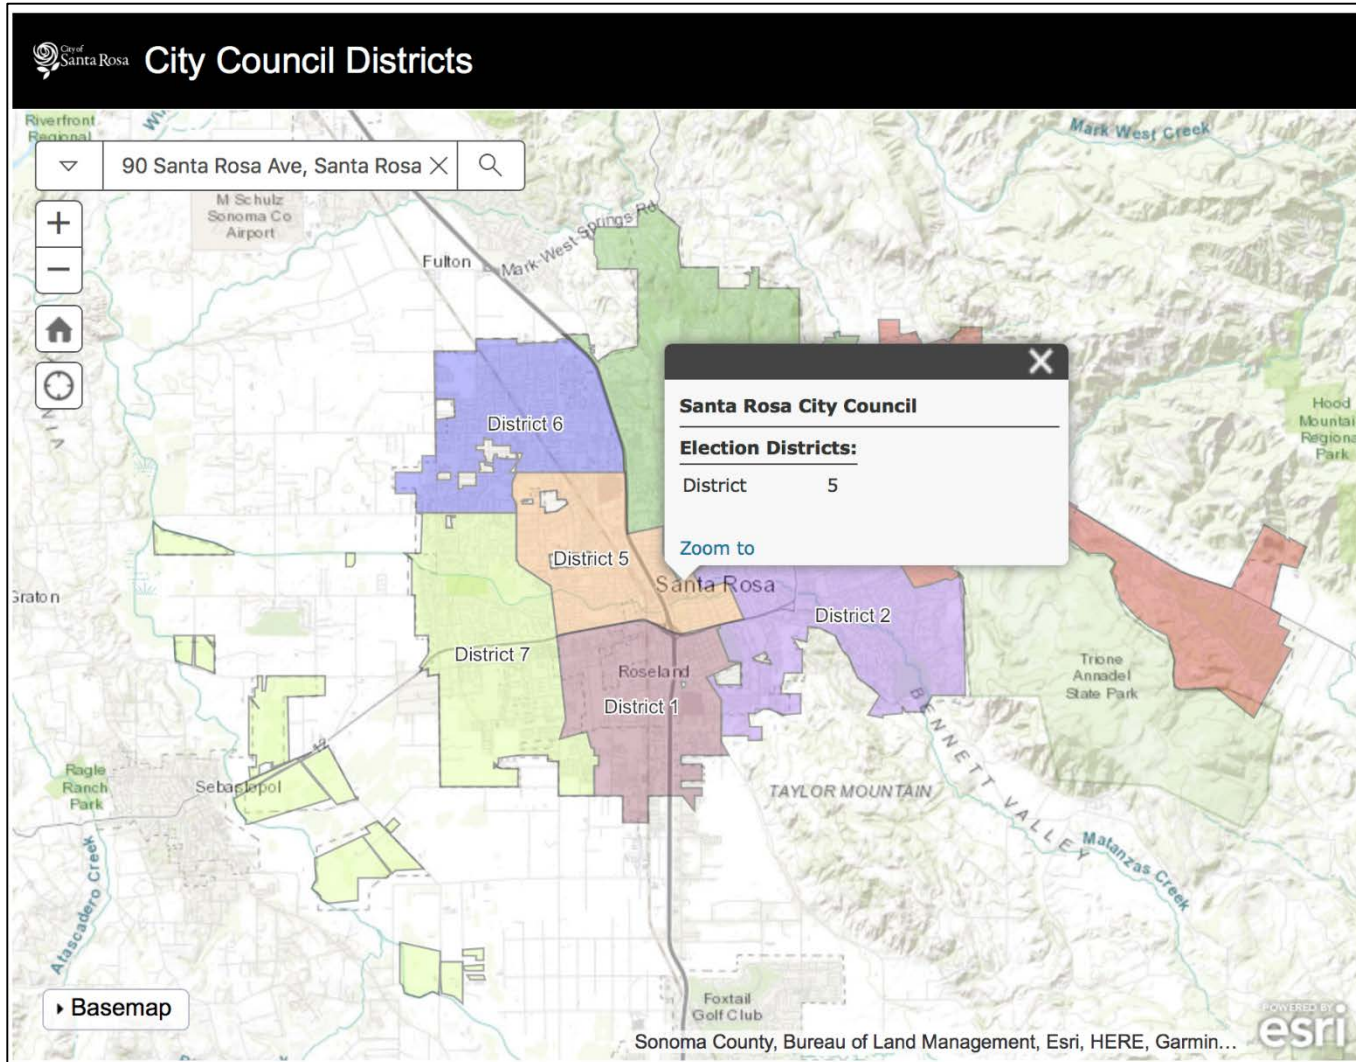 City of
Santa Rosa
City Council Districts
Riverfront
Regional
Mark West Creek
90 Santa Rosa Ave, Santa Rosa
M Schulz
Sonoma Co
Airport
Fulton
Mark-West-Springs Rd
Santa Rosa City Council
Election Districts:
District 5
Zoom to
Hood
Mountain
Regional
Park
District 6
District 5
Santa Rosa
District 2
Graton
District 7
Roseland
District 1
Trione
Annadel
State Park
BENNETT VALLEY
12
Ragle
Ranch
Park
Sebastopol
TAYLOR MOUNTAIN
Matanzas Creek
Atascadero Creek
Basemap
Foxtail
Golf Club
POWERED BY
esri
Sonoma County, Bureau of Land Management, Esri, HERE, Garmin...